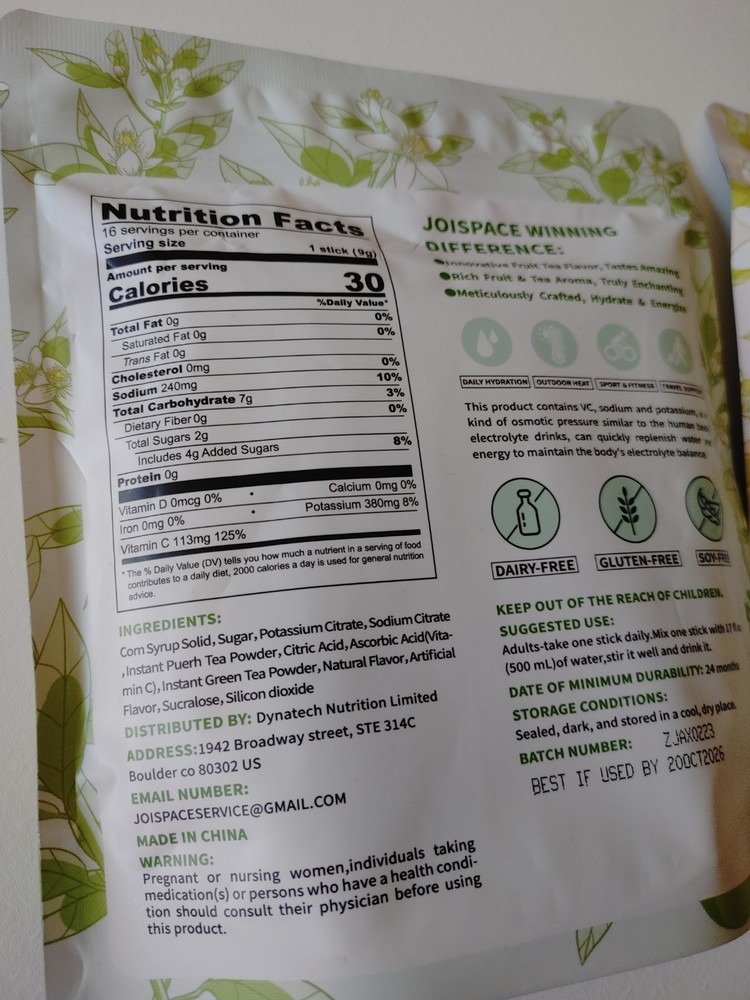 Nutrition Facts
16 servings per container
Serving size 1 stick (9g)
Amount per serving
Calories 30
%Daily Value*
Total Fat 0g 0%
Saturated Fat 0g 0%
Trans Fat 0g
Cholesterol 0mg 0%
Sodium 240mg 10%
Total Carbohydrate 7g 3%
Dietary Fiber 0g 0%
Total Sugars 2g
Includes 4g Added Sugars 8%
Protein 0g
Vitamin D 0mcg 0% • Calcium 0mg 0%
Iron 0mg 0% • Potassium 380mg 8%
Vitamin C 113mg 125%
* The % Daily Value (DV) tells you how much a nutrient in a serving of food
contributes to a daily diet, 2000 calories a day is used for general nutrition
advice.
INGREDIENTS:
Corn Syrup Solid, Sugar, Potassium Citrate, Sodium Citrate
, Instant Puerh Tea Powder, Citric Acid, Ascorbic Acid(Vita-
min C), Instant Green Tea Powder, Natural Flavor, Artificial
Flavor, Sucralose, Silicon dioxide
DISTRIBUTED BY: Dynatech Nutrition Limited
ADDRESS:1942 Broadway street, STE 314C
Boulder co 80302 US
EMAIL NUMBER:
JOISPACESERVICE@GMAIL.COM
MADE IN CHINA
WARNING:
Pregnant or nursing women,individuals taking
medication(s) or persons who have a health condi-
tion should consult their physician before using
this product.
JOISPACE WINNING
DIFFERENCE:
●Innovative Fruit Tea Flavor, Tastes Amazing
●Rich Fruit & Tea Aroma, Truly Enchanting
●Meticulously Crafted, Hydrate & Energize
DAILY HYDRATION OUTDOOR HEAT SPORT & FITNESS TRAVEL
This product contains VC, sodium and potassium,
kind of osmotic pressure similar to the human
electrolyte drinks, can quickly replenish water
energy to maintain the body's electrolyte balance.
DAIRY-FREE GLUTEN-FREE SOY-FREE
KEEP OUT OF THE REACH OF CHILDREN.
SUGGESTED USE:
Adults-take one stick daily.Mix one stick with 17 fl
(500 mL)of water,stir it well and drink it.
DATE OF MINIMUM DURABILITY: 24 months
STORAGE CONDITIONS:
Sealed, dark, and stored in a cool, dry place.
BATCH NUMBER: ZJAX0223
BEST IF USED BY 20OCT2026